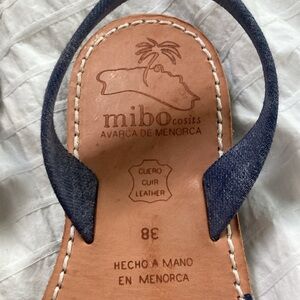 mibo cosits
AVARCA DE MENORCA
CUERO
CUIR
LEATHER
38
HECHO A MANO
EN MENORCA